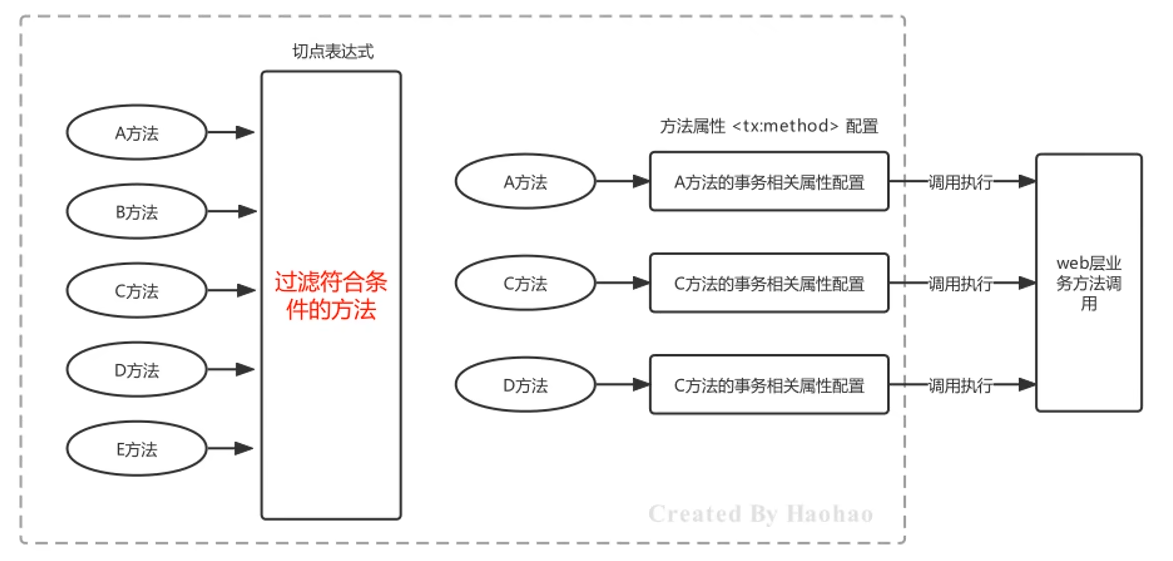 切点表达式
A方法
B方法
C方法
D方法
E方法
过滤符合条
件的方法
方法属性 <tx:method> 配置
A方法
A方法的事务相关属性配置
调用执行
C方法
C方法的事务相关属性配置
调用执行
D方法
C方法的事务相关属性配置
调用执行
web层业
务方法调
用
Created By Haohao